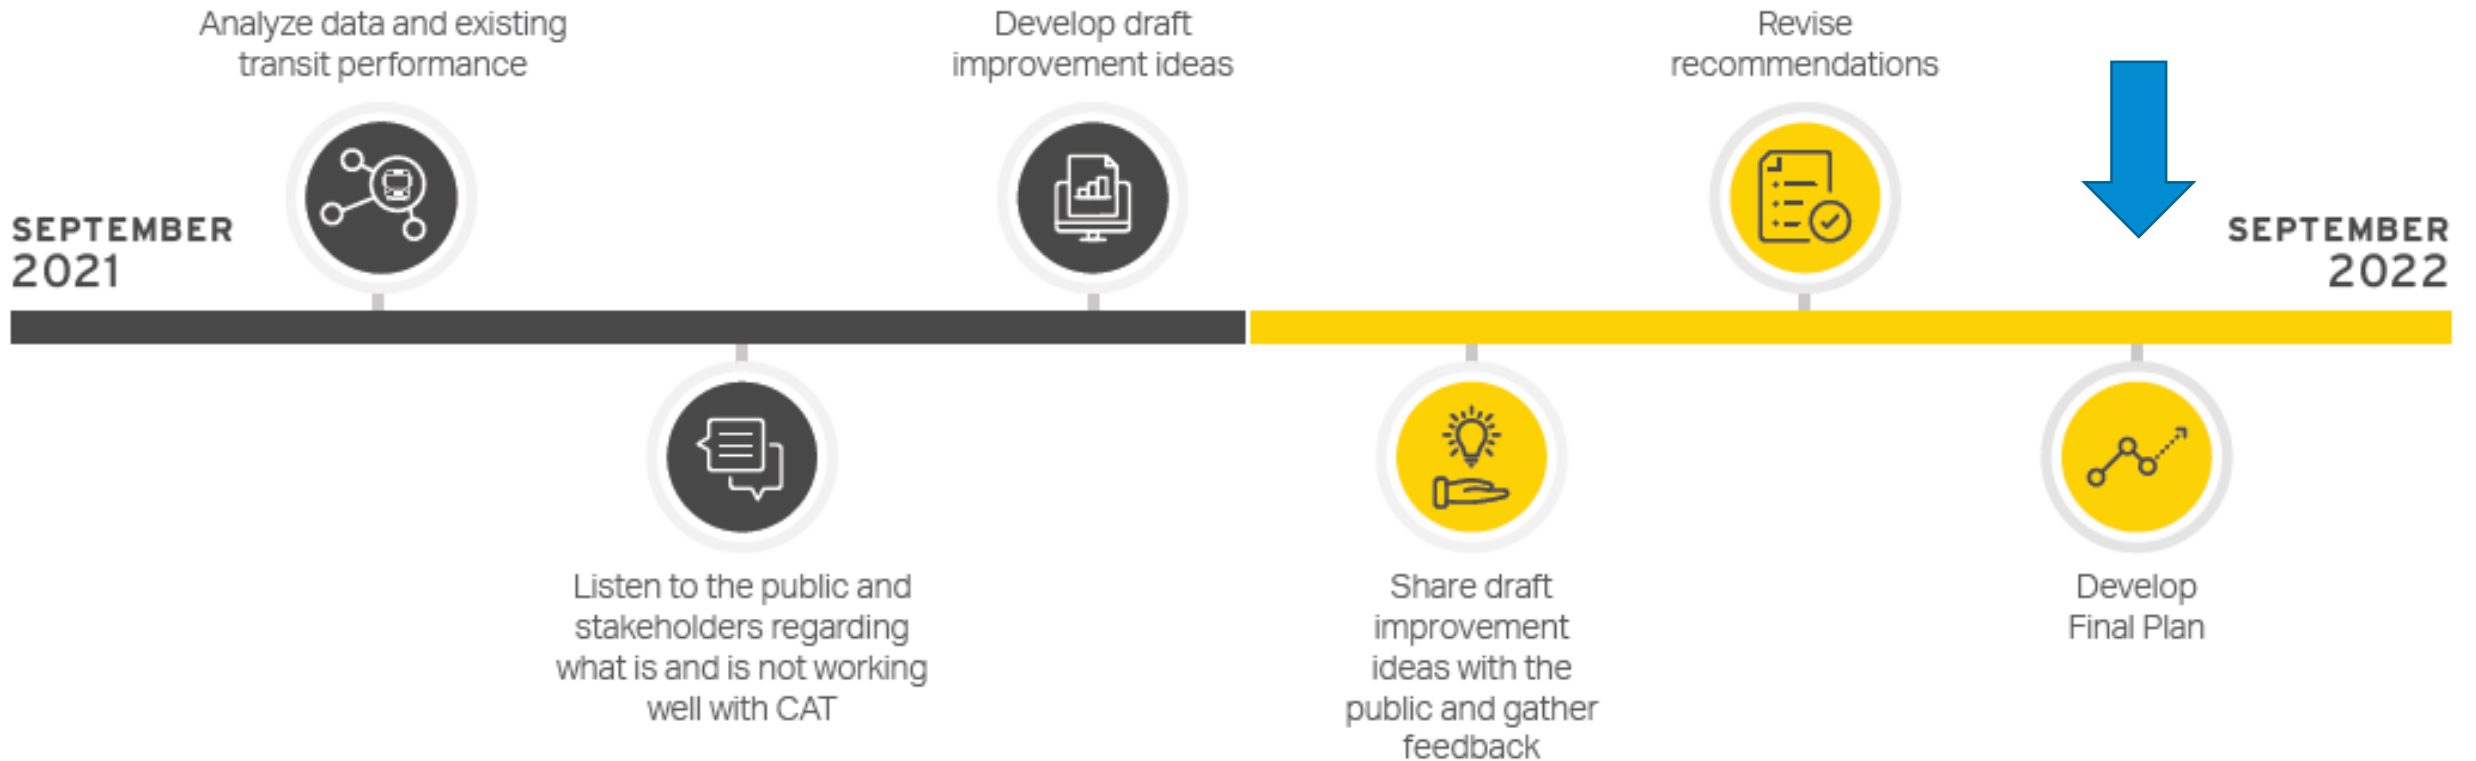 Analyze data and existing
transit performance
Develop draft
improvement ideas
Revise
recommendations
SEPTEMBER
2021
SEPTEMBER
2022
Listen to the public and
stakeholders regarding
what is and is not working
well with CAT
Share draft
improvement
ideas with the
public and gather
feedback
Develop
Final Plan